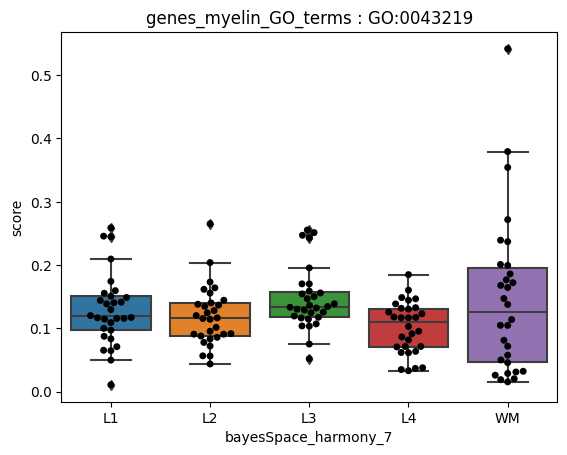 genes_myelin_GO_terms : GO:0043219
score
0.5
0.4
0.3
0.2
0.1
0.0
L1 L2 L3 L4 WM
bayesSpace_harmony_7